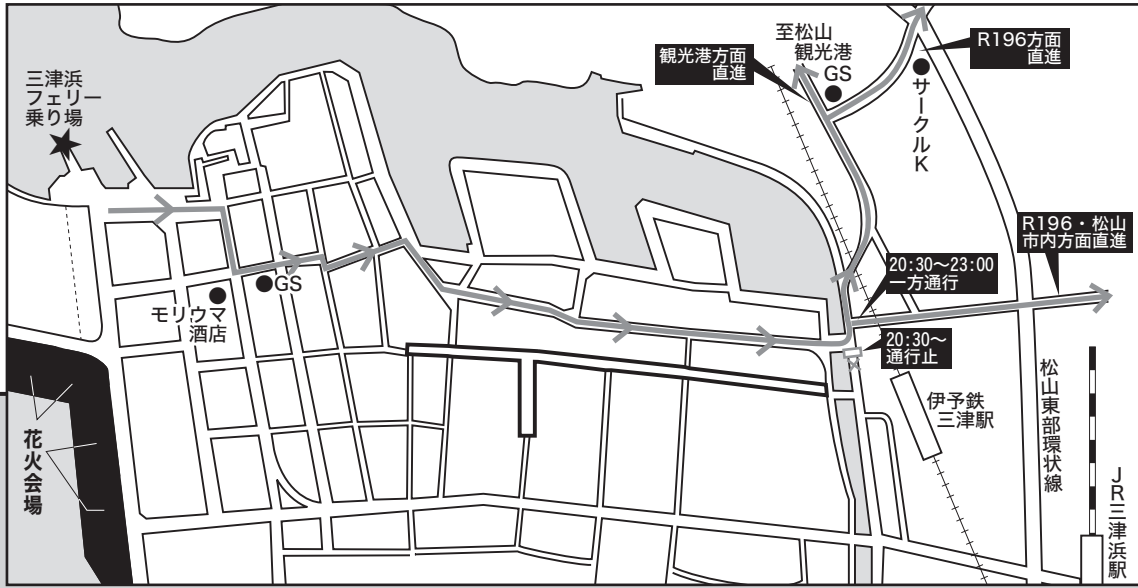 三津浜
フェリー
乗り場
至松山
観光港
GS
観光港方面
直進
R196方面
直進
サークルK
R196・松山
市内方面直進
20:30〜23:00
一方通行
GS
モリウマ
酒店
20:30〜
通行止
伊予鉄
三津駅
松山東部環状線
花火会場
JR三津浜駅